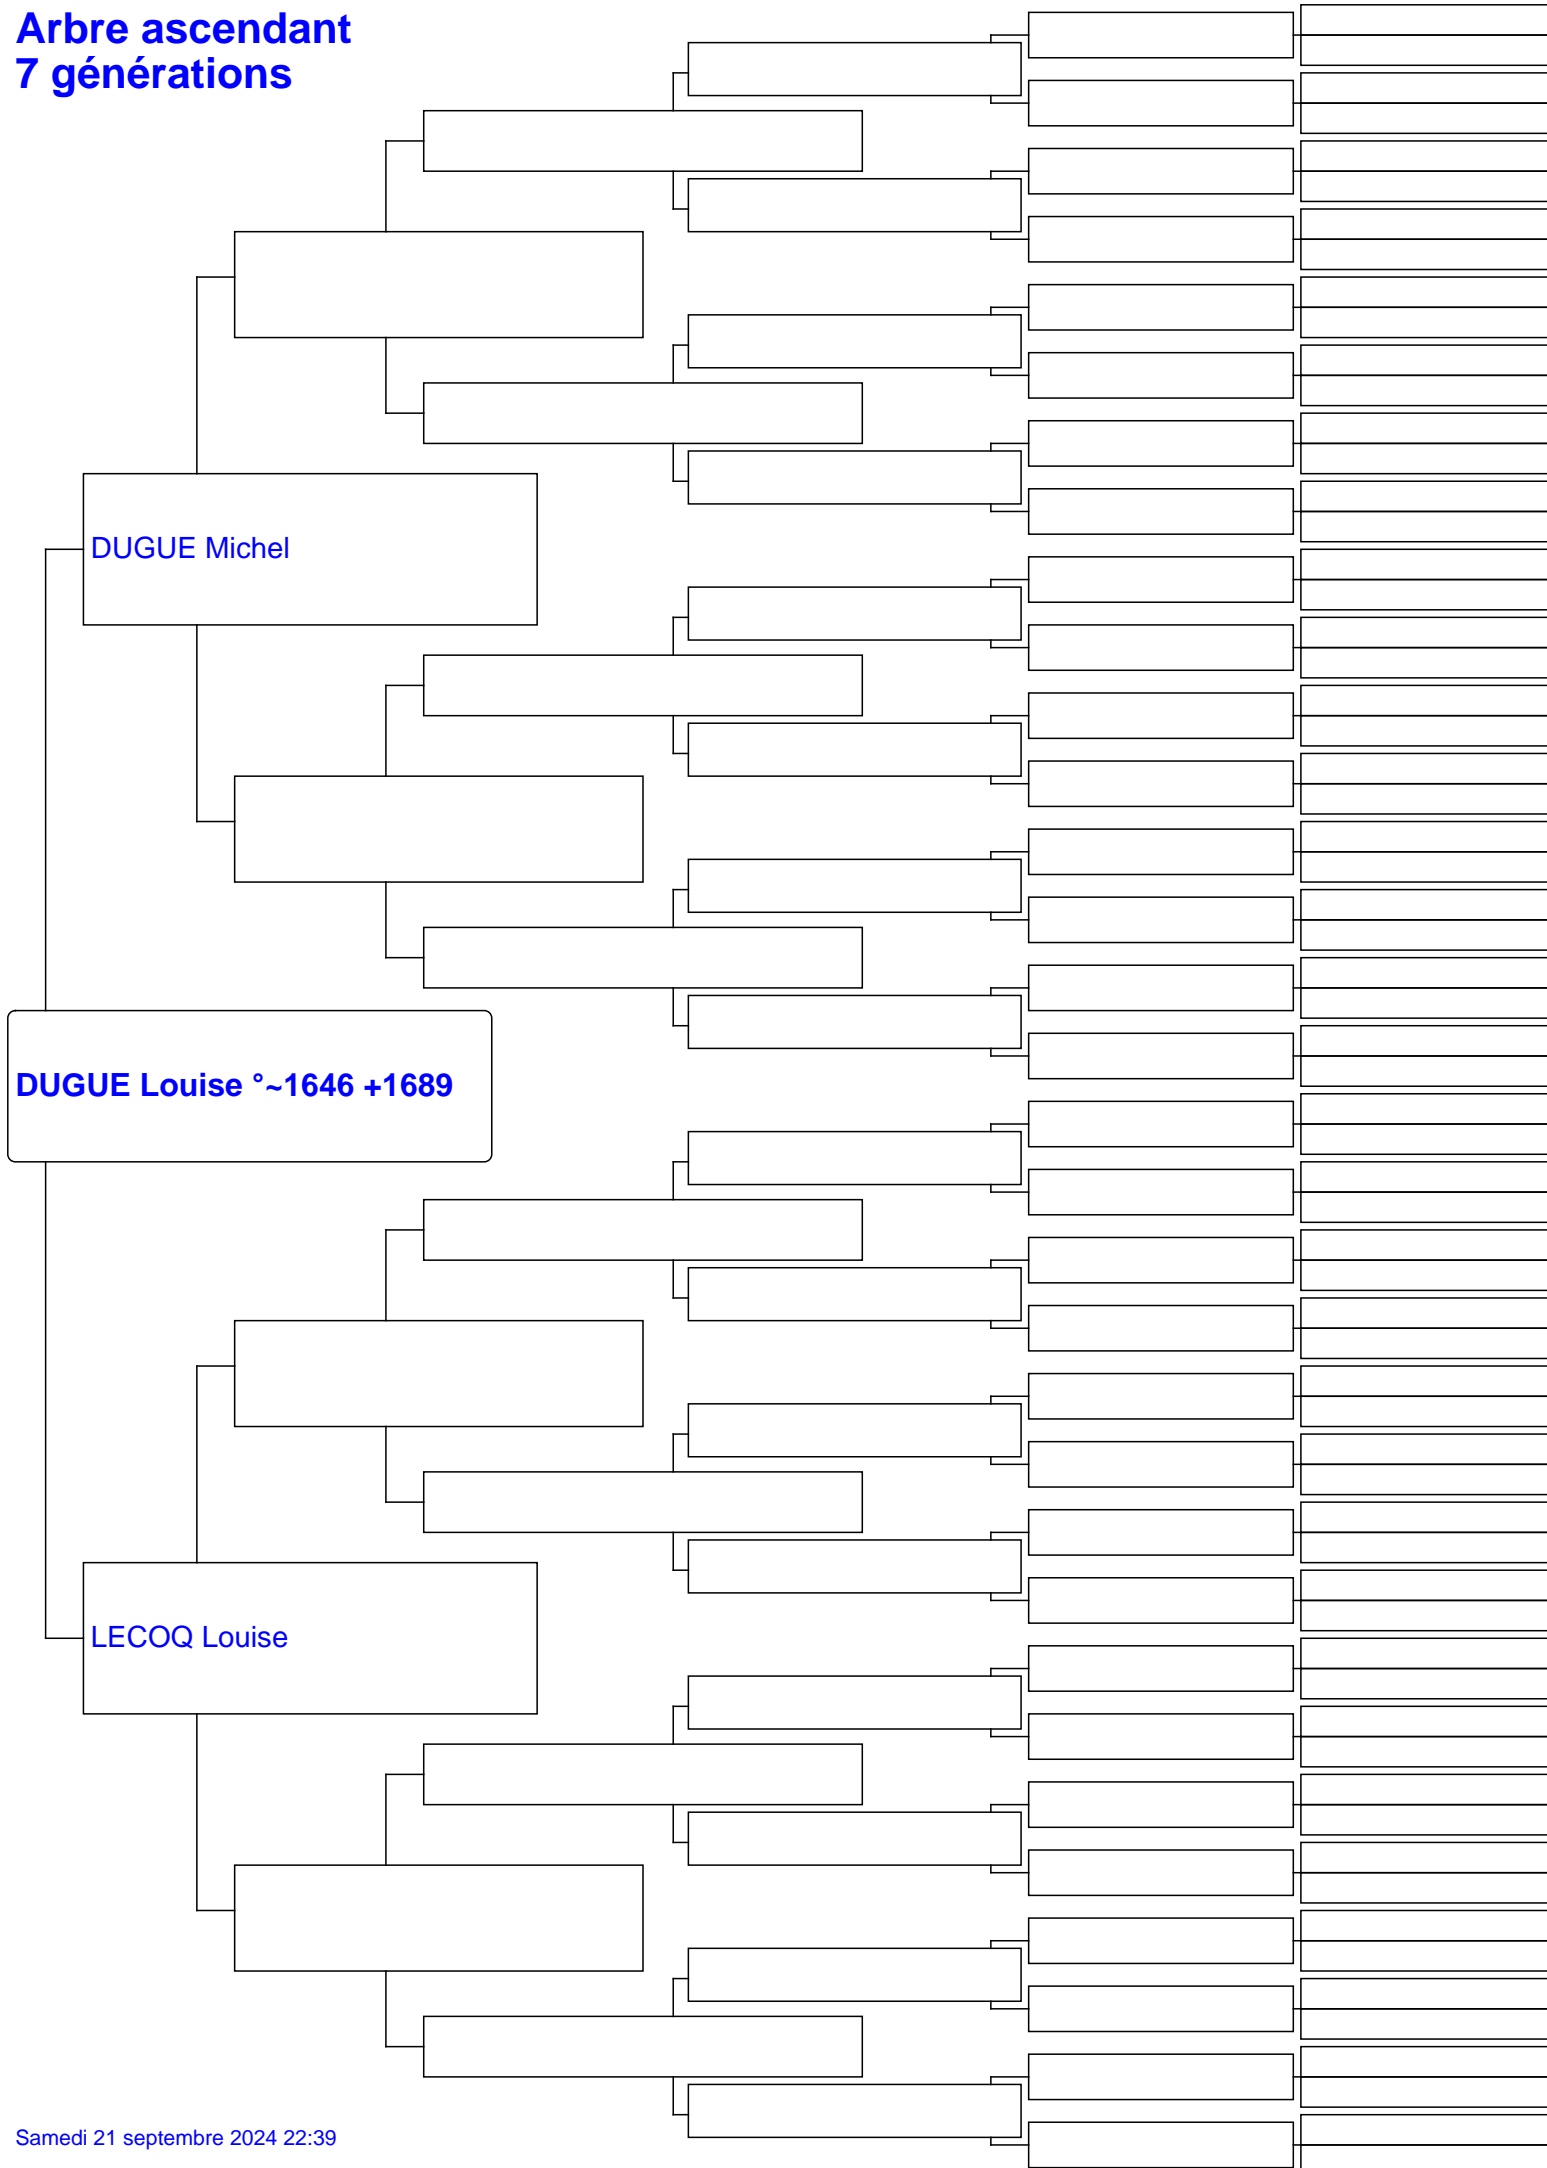 Arbre ascendant
7 générations
DUGUE Michel
DUGUE Louise °~1646 +1689
LECOQ Louise
Samedi 21 septembre 2024 22:39